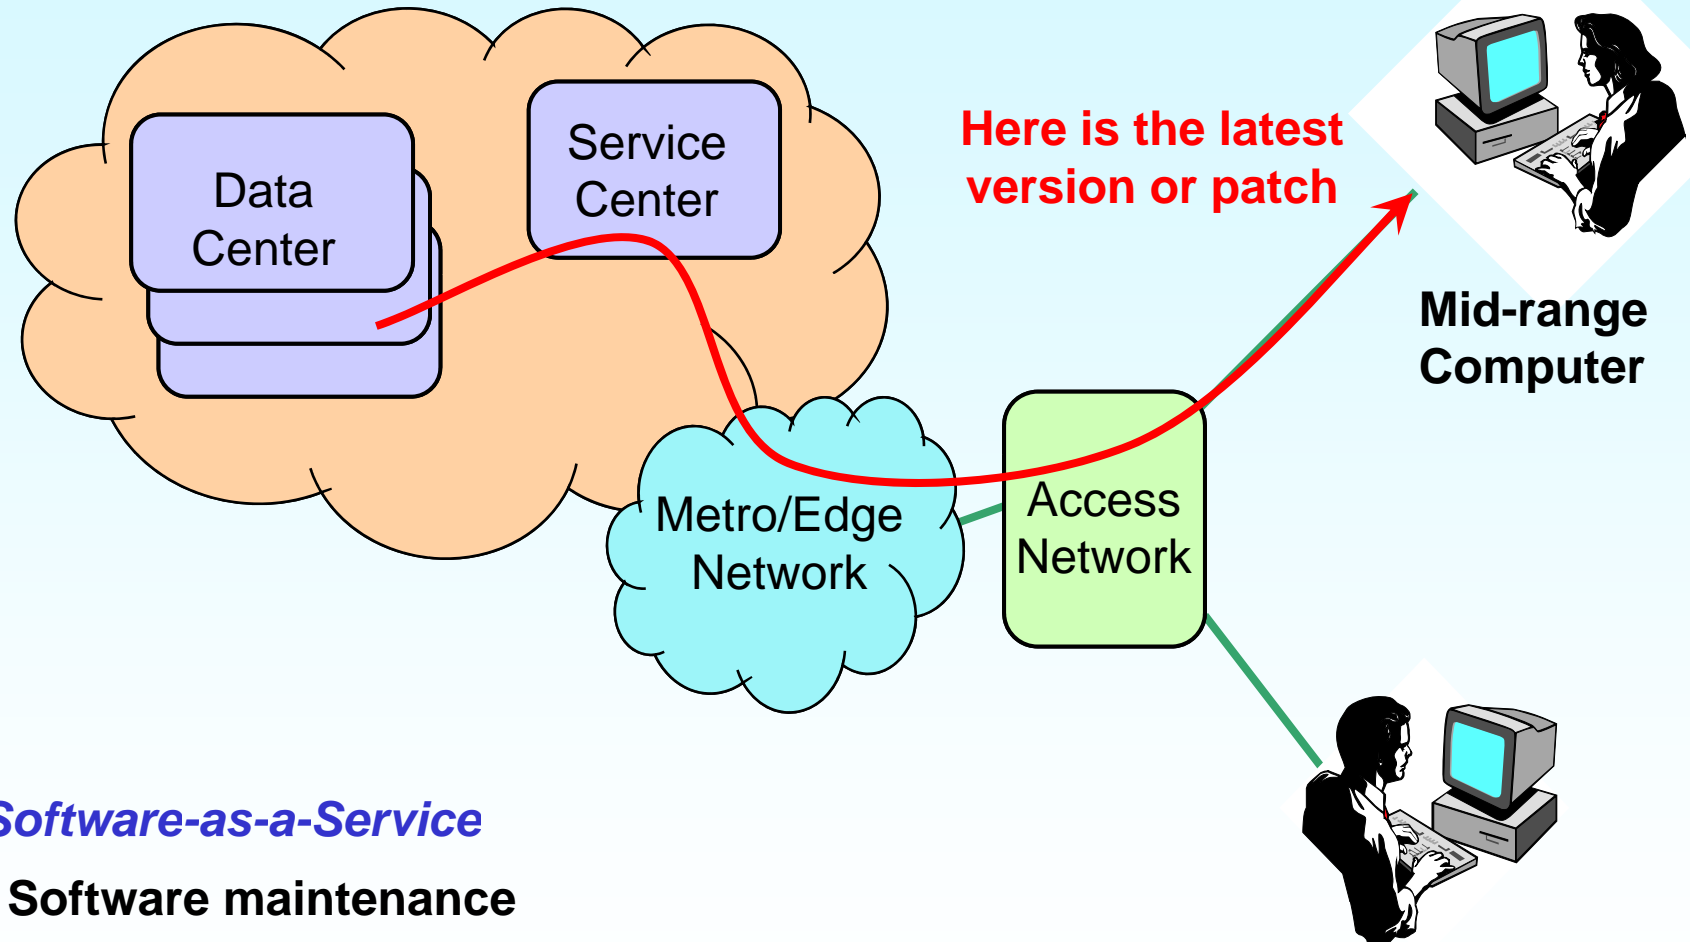 Data
Center
Service
Center
Here is the latest
version or patch
Mid-range
Computer
Metro/Edge
Network
Access
Network
Software-as-a-Service
Software maintenance